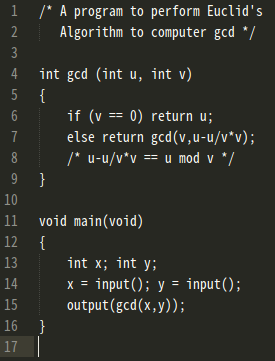 1 /* A program to perform Euclid's
2    Algorithm to computer gcd */
3
4 int gcd (int u, int v)
5 {
6     if (v == 0) return u;
7     else return gcd(v,u-u/v*v);
8     /* u-u/v*v == u mod v */
9 }
10
11 void main(void)
12 {
13     int x; int y;
14     x = input(); y = input();
15     output(gcd(x,y));
16 }
17